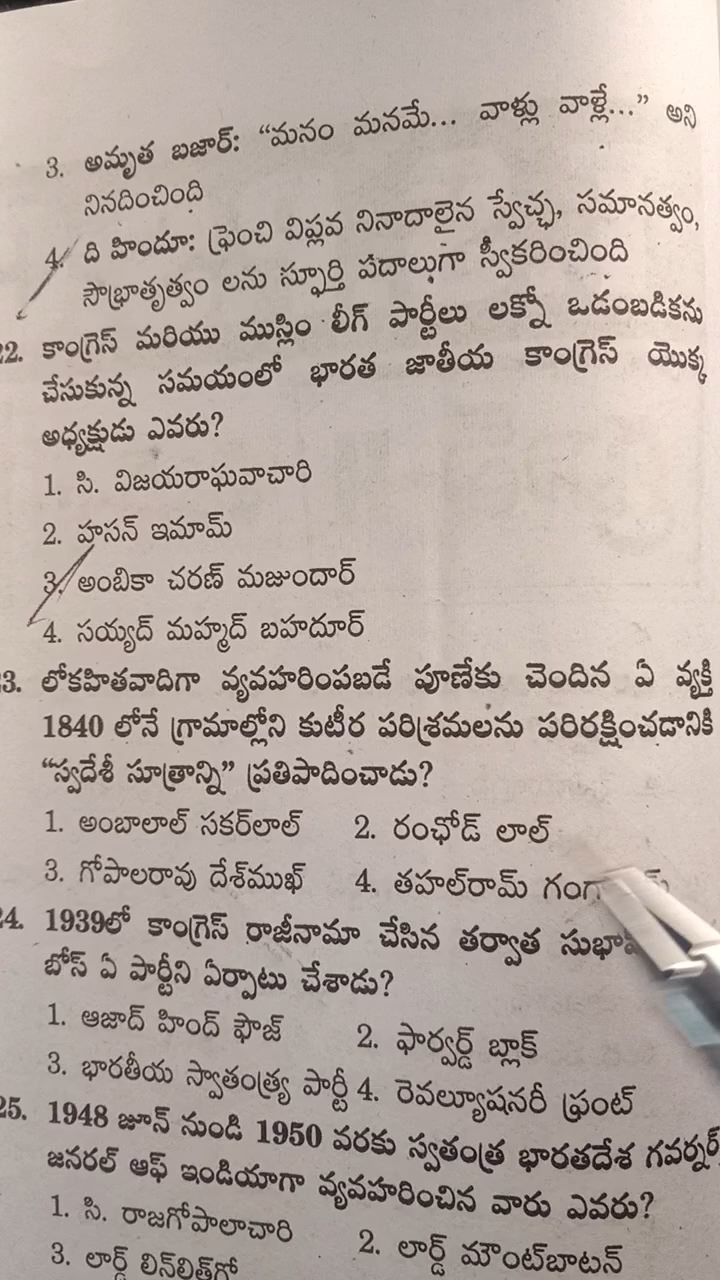 3. అమృత బజార్: “మనం మనమే... వాళ్లు వాళ్లే...” అని
నినదించింది
4. ది హిందూ: ఫ్రెంచి విప్లవ నినాదాలైన స్వేచ్ఛ, సమానత్వం,
సౌభ్రాతృత్వం లను స్ఫూర్తి పదాలుగా స్వీకరించింది
22. కాంగ్రెస్ మరియు ముస్లిం లీగ్ పార్టీలు లక్నో ఒడంబడికను
చేసుకున్న సమయంలో భారత జాతీయ కాంగ్రెస్ యొక్క
అధ్యక్షుడు ఎవరు?
1. సి. విజయరాఘవాచారి
2. హసన్ ఇమామ్
3. అంబికా చరణ్ మజుందార్
4. సయ్యద్ మహ్మద్ బహదూర్
3. లోకహితవాదిగా వ్యవహరింపబడే పూణేకు చెందిన ఏ వ్యక్తి
1840 లోనే గ్రామాల్లోని కుటీర పరిశ్రమలను పరిరక్షించడానికి
“స్వదేశీ సూత్రాన్ని” ప్రతిపాదించాడు?
1. అంబాలాల్ సకర్‌లాల్ 2. రంఛోడ్ లాల్
3. గోపాలరావు దేశ్‌ముఖ్ 4. తహల్‌రామ్
24. 1939లో కాంగ్రెస్ రాజీనామా చేసిన తర్వాత
బోస్ ఏ పార్టీని ఏర్పాటు చేశాడు?
1. ఆజాద్ హింద్ ఫౌజ్ 2. ఫార్వర్డ్ బ్లాక్
3. భారతీయ స్వాతంత్ర్య పార్టీ 4. రెవల్యూషనరీ ఫ్రంట్
25. 1948 జూన్ నుండి 1950 వరకు స్వతంత్ర భారతదేశ గవర్నర్
జనరల్ ఆఫ్ ఇండియాగా వ్యవహరించిన వారు ఎవరు?
1. సి. రాజగోపాలాచారి 2. లార్డ్ మౌంట్‌బాటన్
3. లార్డ్ లిన్‌లిత్‌గో